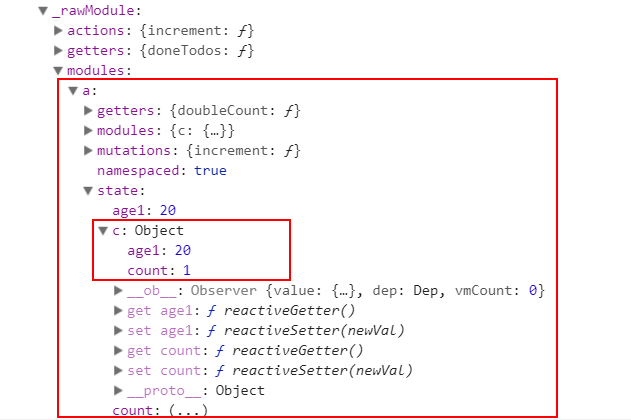 ▼ _rawModule:
▶ actions: {increment: ƒ}
▶ getters: {doneTodos: ƒ}
▼ modules:
▼ a:
▶ getters: {doubleCount: ƒ}
▶ modules: {c: {…}}
▶ mutations: {increment: ƒ}
namespaced: true
▼ state:
age1: 20
▼ c: Object
age1: 20
count: 1
▶ __ob__: Observer {value: {…}, dep: Dep, vmCount: 0}
▶ get age1: ƒ reactiveGetter()
▶ set age1: ƒ reactiveSetter(newVal)
▶ get count: ƒ reactiveGetter()
▶ set count: ƒ reactiveSetter(newVal)
▶ __proto__: Object
count: (...)